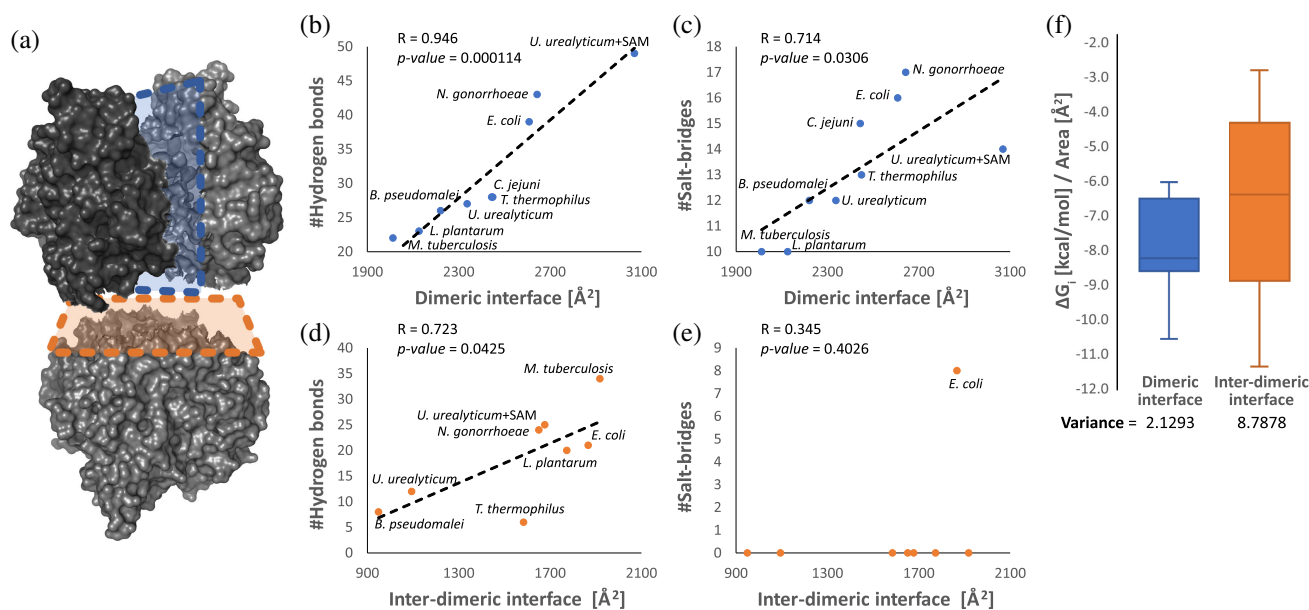 (a)
(b)
R = 0.946
p-value = 0.000114
U. urealyticum+SAM
N. gonorrhoeae
E. coli
C. jejuni
B. pseudomalei
T. thermophilus
U. urealyticum
L. plantarum
M. tuberculosis
50
45
40
35
30
25
20
1900
2300
2700
3100
#Hydrogen bonds
Dimeric interface [Å²]
(c)
R = 0.714
p-value = 0.0306
N. gonorrhoeae
E. coli
C. jejuni
U. urealyticum+SAM
T. thermophilus
B. pseudomalei
U. urealyticum
M. tuberculosis
L. plantarum
18
17
16
15
14
13
12
11
10
1900
2300
2700
3100
#Salt-bridges
Dimeric interface [Å²]
(d)
R = 0.723
p-value = 0.0425
M. tuberculosis
U. urealyticum+SAM
N. gonorrhoeae
E. coli
L. plantarum
U. urealyticum
B. pseudomalei
T. thermophilus
40
35
30
25
20
15
10
5
0
900
1300
1700
2100
#Hydrogen bonds
Inter-dimeric interface [Å²]
(e)
R = 0.345
p-value = 0.4026
E. coli
9
8
7
6
5
4
3
2
1
0
900
1300
1700
2100
#Salt-bridges
Inter-dimeric interface [Å²]
(f)
-2.0
-3.0
-4.0
-5.0
-6.0
-7.0
-8.0
-9.0
-10.0
-11.0
-12.0
ΔGi [kcal/mol] / Area [Å²]
Dimeric interface
Inter-dimeric interface
Variance = 2.1293 8.7878